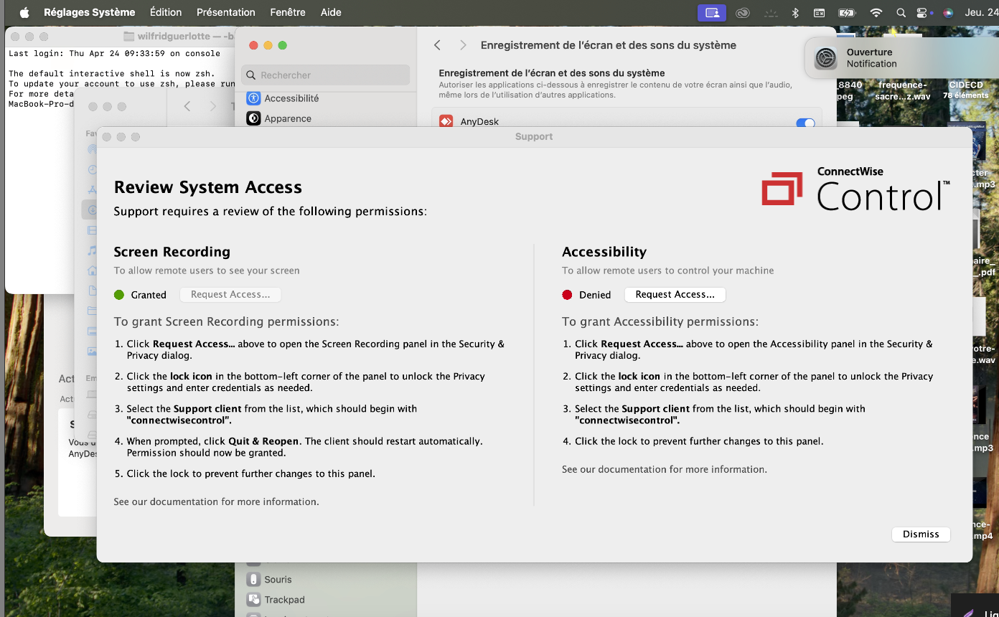 Réglages Système Édition Présentation Fenêtre Aide Jeu. 24
wilfridguerlotte — -b
Last login: Thu Apr 24 09:33:59 on console
The default interactive shell is now zsh.
To update your account to use zsh, please run
For more deta
MacBook-Pro-d
Rechercher
Accessibilité
Apparence
Enregistrement de l'écran et des sons du système
Enregistrement de l'écran et des sons du système
Autoriser les applications ci-dessous à enregistrer le contenu de votre écran ainsi que l'audio,
même lors de l'utilisation d'autres applications.
AnyDesk
Ouverture
Notification
_8840
peg
frequence-
sacre...z.wav
CIDECD
78 éléments
Fav
Support
Review System Access
Support requires a review of the following permissions:
ConnectWise
Control™
Screen Recording
To allow remote users to see your screen
Granted Request Access...
To grant Screen Recording permissions:
1. Click Request Access... above to open the Screen Recording panel in the Security &
Privacy dialog.
2. Click the lock icon in the bottom-left corner of the panel to unlock the Privacy
settings and enter credentials as needed.
3. Select the Support client from the list, which should begin with
"connectwisecontrol".
4. When prompted, click Quit & Reopen. The client should restart automatically.
Permission should now be granted.
5. Click the lock to prevent further changes to this panel.
See our documentation for more information.
Accessibility
To allow remote users to control your machine
Denied Request Access...
To grant Accessibility permissions:
1. Click Request Access... above to open the Accessibility panel in the Security &
Privacy dialog.
2. Click the lock icon in the bottom-left corner of the panel to unlock the Privacy
settings and enter credentials as needed.
3. Select the Support client from the list, which should begin with
"connectwisecontrol".
4. Click the lock to prevent further changes to this panel.
See our documentation for more information.
Dismiss
cter
.mp3
aire_
_.pdf
otre-
e.wav
nce
.mp3
nce-
.mp4
Act
Em
Act
S
Vous d
AnyDes
Souris
Trackpad
Lig